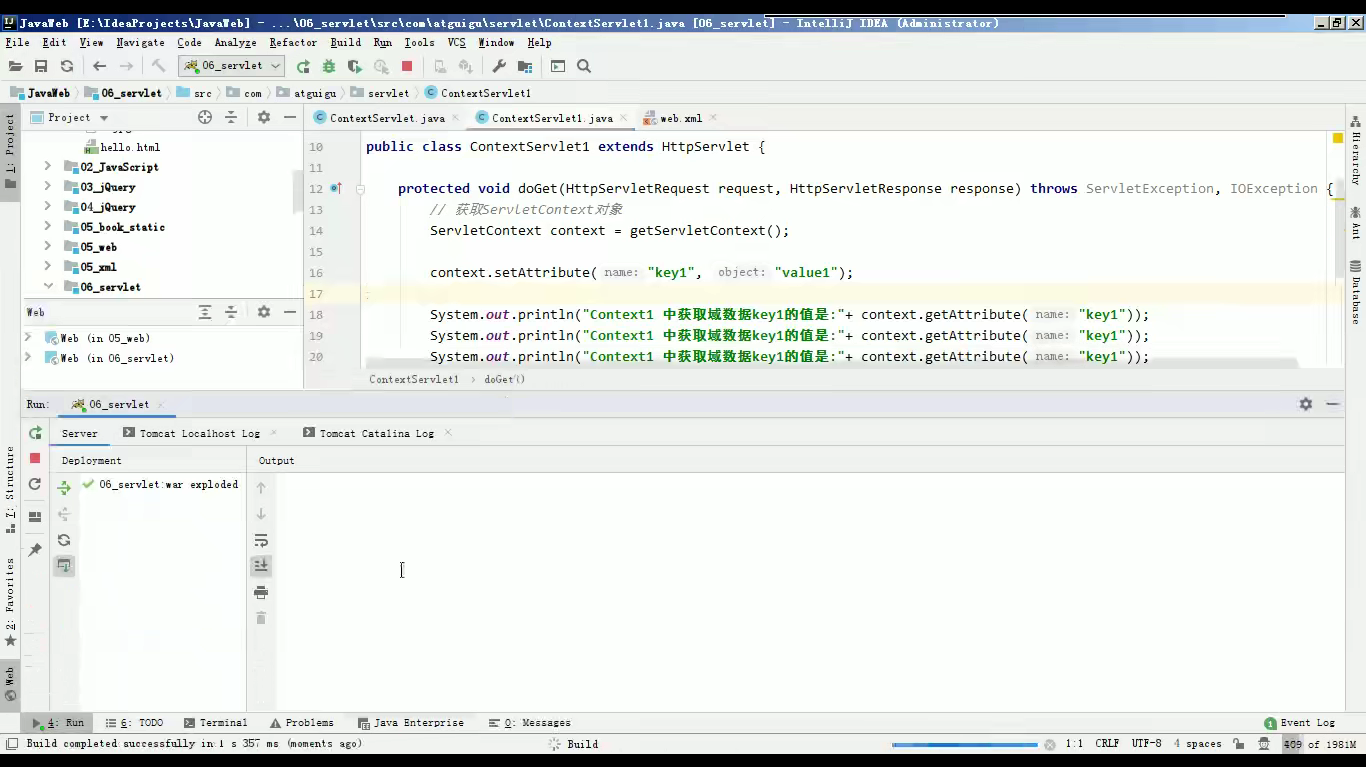 JavaWeb [E:\IdeaProjects\JavaWeb] - ...\06_servlet\src\com\atguigu\servlet\ContextServlet1.java [06_servlet] - IntelliJ IDEA (Administrator)
File Edit View Navigate Code Analyze Refactor Build Run Tools VCS Window Help
06_servlet
JavaWeb 06_servlet src com atguigu servlet ContextServlet1
Project ContextServlet.java ContextServlet1.java web.xml
hello.html
02_JavaScript
03_jQuery
04_jQuery
05_book_static
05_web
05_xml
06_servlet
Web
Web (in 05_web)
Web (in 06_servlet)
10 public class ContextServlet1 extends HttpServlet {
11
12 protected void doGet(HttpServletRequest request, HttpServletResponse response) throws ServletException, IOException {
13 // 获取ServletContext对象
14 ServletContext context = getServletContext();
15
16 context.setAttribute( name: "key1", object: "value1");
17
18 System.out.println("Context1 中获取域数据key1的值是:"+ context.getAttribute( name: "key1"));
19 System.out.println("Context1 中获取域数据key1的值是:"+ context.getAttribute( name: "key1"));
20 System.out.println("Context1 中获取域数据key1的值是:"+ context.getAttribute( name: "key1"));
ContextServlet1 › doGet()
Run: 06_servlet
Server Tomcat Localhost Log Tomcat Catalina Log
Deployment Output
06_servlet:war exploded
4: Run 6: TODO Terminal Problems Java Enterprise 0: Messages 1 Event Log
Build completed successfully in 1 s 357 ms (moments ago) Build 1:1 CRLF UTF-8 4 spaces 409 of 1981M
1: Project
7: Structure
2: Favorites
Web
Hierarchy
Ant
Database